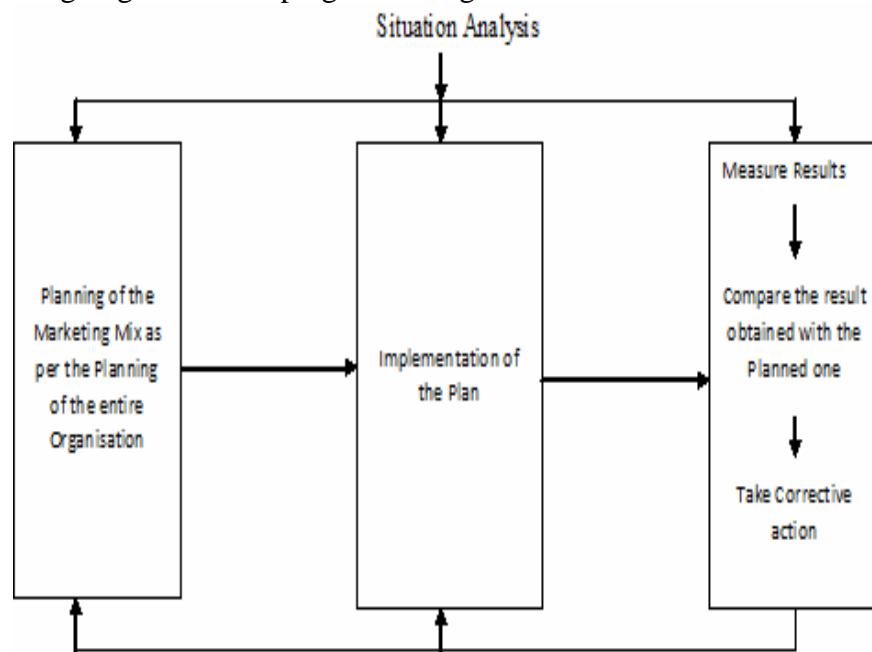 Situation Analysis
Planning of the
Marketing Mix as
per the Planning
of the entire
Organisation
Implementation of
the Plan
Measure Results
Compare the result
obtained with the
Planned one
Take Corrective
action